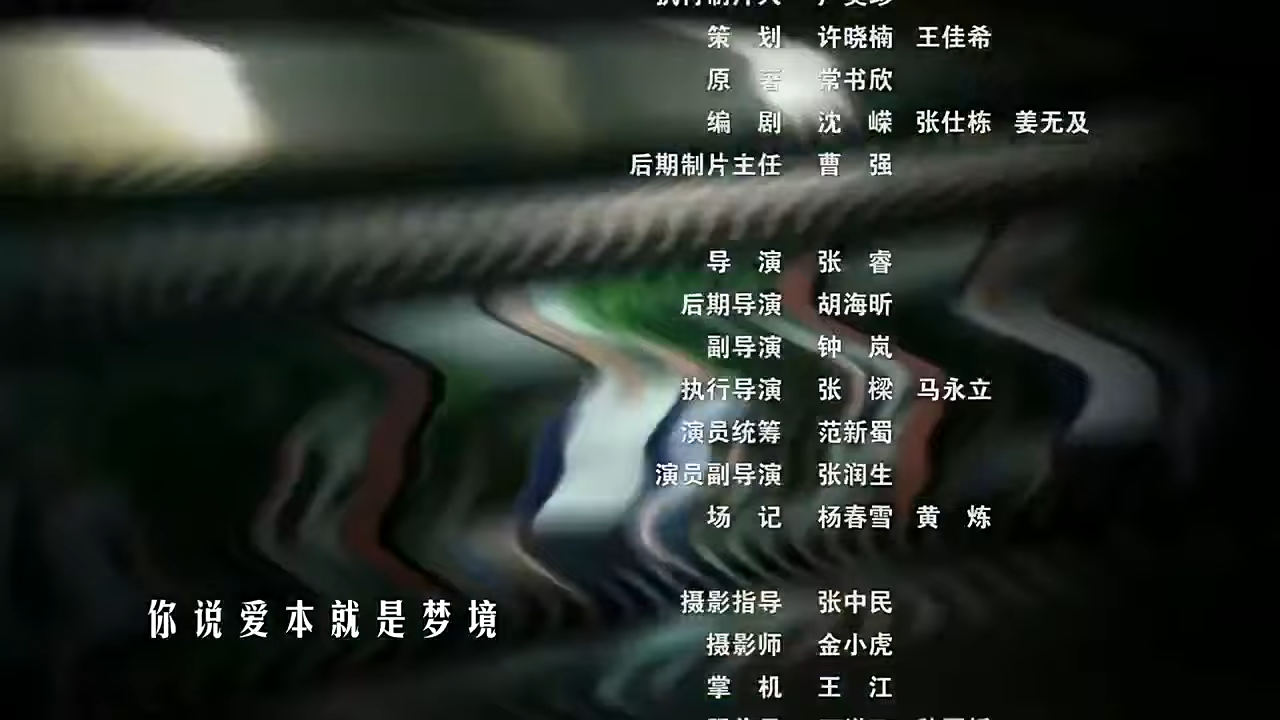 策　划　许晓楠　王佳希
原　著　常书欣
编　剧　沈　嵘　张仕栋　姜无及
后期制片主任　曹　强
导　演　张　睿
后期导演　胡海昕
副导演　钟　岚
执行导演　张　樑　马永立
演员统筹　范新蜀
演员副导演　张润生
场　记　杨春雪　黄　炼
摄影指导　张中民
摄影师　金小虎
掌　机　王　江
你说爱本就是梦境